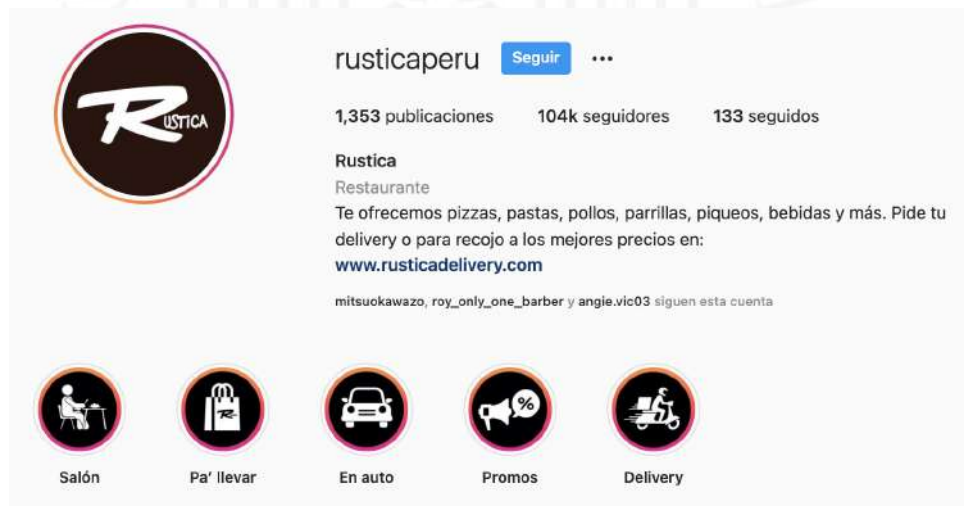 RUSTICA
rusticaperu Seguir ...
1,353 publicaciones 104k seguidores 133 seguidos
Rustica
Restaurante
Te ofrecemos pizzas, pastas, pollos, parrillas, piqueos, bebidas y más. Pide tu
delivery o para recojo a los mejores precios en:
www.rusticadelivery.com
mitsuokawazo, roy_only_one_barber y angie.vic03 siguen esta cuenta
R
%
Salón Pa' llevar En auto Promos Delivery